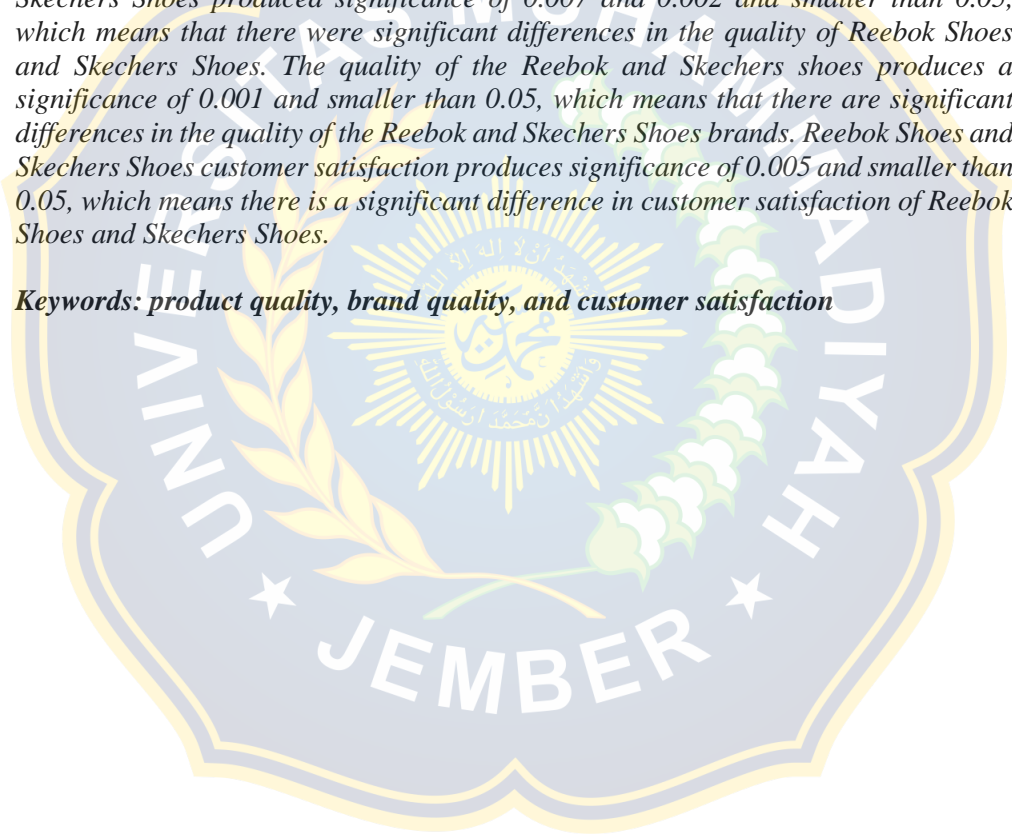 Skechers Shoes produced significance of 0.007 and 0.002 and smaller than 0.05,
which means that there were significant differences in the quality of Reebok Shoes
and Skechers Shoes. The quality of the Reebok and Skechers shoes produces a
significance of 0.001 and smaller than 0.05, which means that there are significant
differences in the quality of the Reebok and Skechers Shoes brands. Reebok Shoes and
Skechers Shoes customer satisfaction produces significance of 0.005 and smaller than
0.05, which means there is a significant difference in customer satisfaction of Reebok
Shoes and Skechers Shoes.
Keywords: product quality, brand quality, and customer satisfaction
UNIVERSITAS MUHAMMADIYAH
JEMBER
محمد